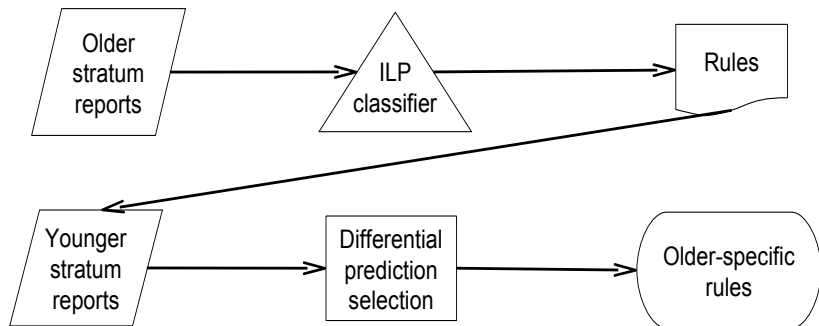 Older
stratum
reports
ILP
classifier
Rules
Younger
stratum
reports
Differential
prediction
selection
Older-specific
rules